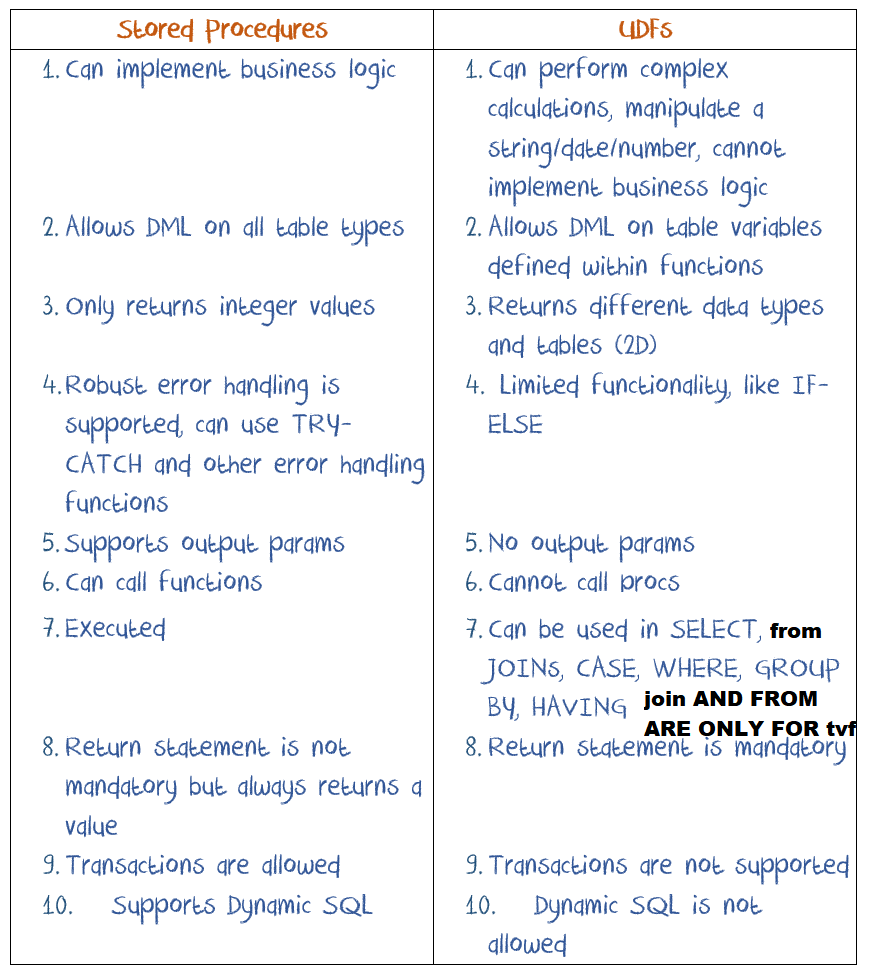 Stored Procedures
UDFs
1. Can implement business logic
1. Can perform complex
calculations, manipulate a
string/date/number, cannot
implement business logic
2. Allows DML on all table types
2. Allows DML on table variables
defined within functions
3. Only returns integer values
3. Returns different data types
and tables (2D)
4. Robust error handling is
supported, can use TRY-
CATCH and other error handling
functions
4. Limited functionality, like IF-
ELSE
5. Supports output params
5. No output params
6. Can call functions
6. Cannot call procs
7. Executed
7. Can be used in SELECT, from
JOINs, CASE, WHERE, GROUP
BY, HAVING join AND FROM
ARE ONLY FOR tvf
8. Return statement is not
mandatory but always returns a
value
8. Return statement is mandatory
9. Transactions are allowed
9. Transactions are not supported
10. Supports Dynamic SQL
10. Dynamic SQL is not
allowed